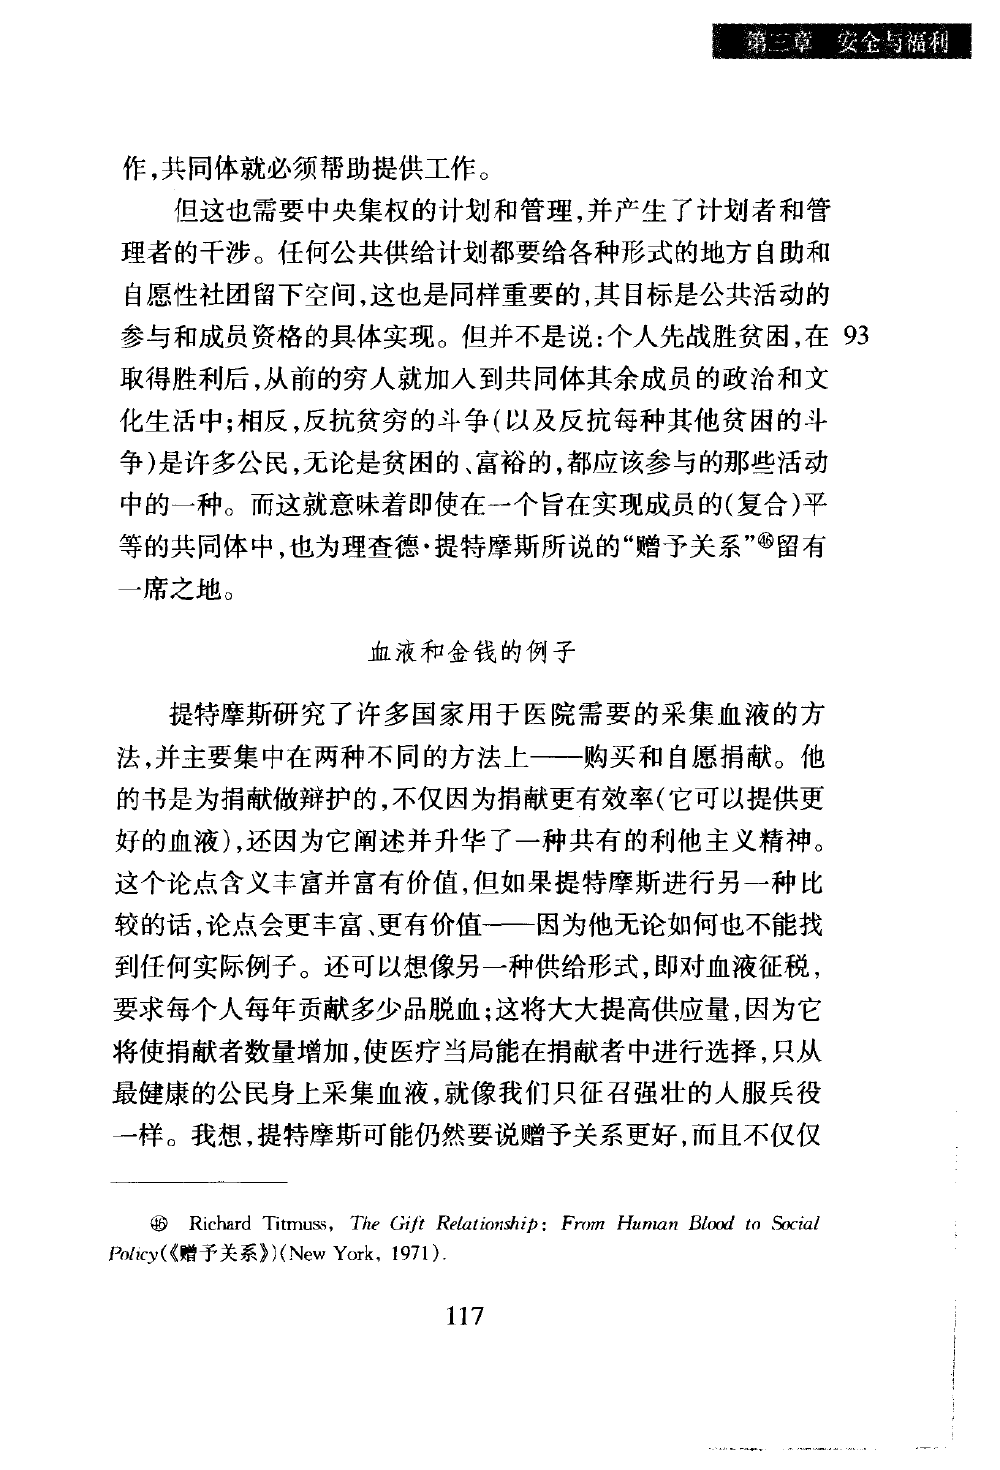 第三章 安全与福利
作,共同体就必须帮助提供工作。
但这也需要中央集权的计划和管理,并产生了计划者和管
理者的干涉。任何公共供给计划都要给各种形式的地方自助和
自愿性社团留下空间,这也是同样重要的,其目标是公共活动的
参与和成员资格的具体实现。但并不是说:个人先战胜贫困,在 93
取得胜利后,从前的穷人就加入到共同体其余成员的政治和文
化生活中;相反,反抗贫穷的斗争(以及反抗每种其他贫困的斗
争)是许多公民,无论是贫困的、富裕的,都应该参与的那些活动
中的一种。而这就意味着即使在一个旨在实现成员的(复合)平
等的共同体中,也为理查德·提特摩斯所说的“赠予关系”㊻留有
一席之地。
血液和金钱的例子
提特摩斯研究了许多国家用于医院需要的采集血液的方
法,并主要集中在两种不同的方法上——购买和自愿捐献。他
的书是为捐献做辩护的,不仅因为捐献更有效率(它可以提供更
好的血液),还因为它阐述并升华了一种共有的利他主义精神。
这个论点含义丰富并富有价值,但如果提特摩斯进行另一种比
较的话,论点会更丰富、更有价值——因为他无论如何也不能找
到任何实际例子。还可以想像另一种供给形式,即对血液征税,
要求每个人每年贡献多少品脱血;这将大大提高供应量,因为它
将使捐献者数量增加,使医疗当局能在捐献者中进行选择,只从
最健康的公民身上采集血液,就像我们只征召强壮的人服兵役
一样。我想,提特摩斯可能仍然要说赠予关系更好,而且不仅仅
㊻ Richard Titmuss, The Gift Relationship: From Human Blood to Social
Policy(《赠予关系》)(New York, 1971).
117